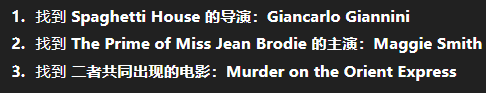 1. 找到 Spaghetti House 的导演：Giancarlo Giannini
2. 找到 The Prime of Miss Jean Brodie 的主演：Maggie Smith
3. 找到 二者共同出现的电影：Murder on the Orient Express